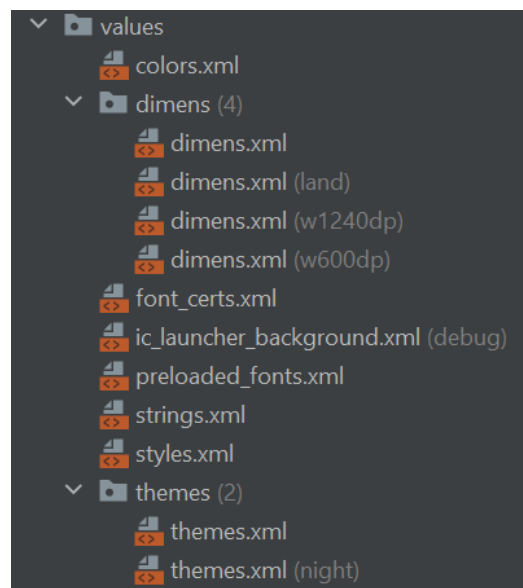 values
colors.xml
dimens (4)
dimens.xml
dimens.xml (land)
dimens.xml (w1240dp)
dimens.xml (w600dp)
font_certs.xml
ic_launcher_background.xml (debug)
preloaded_fonts.xml
strings.xml
styles.xml
themes (2)
themes.xml
themes.xml (night)